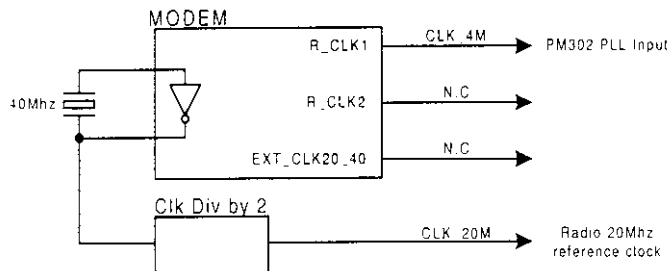 MODEM
R_CLK1
CLK_4M
PM302 PLL Input
40Mhz
R_CLK2
N.C
EXT_CLK20_40
N.C
Clk Div by 2
CLK_20M
Radio 20Mhz
reference clock